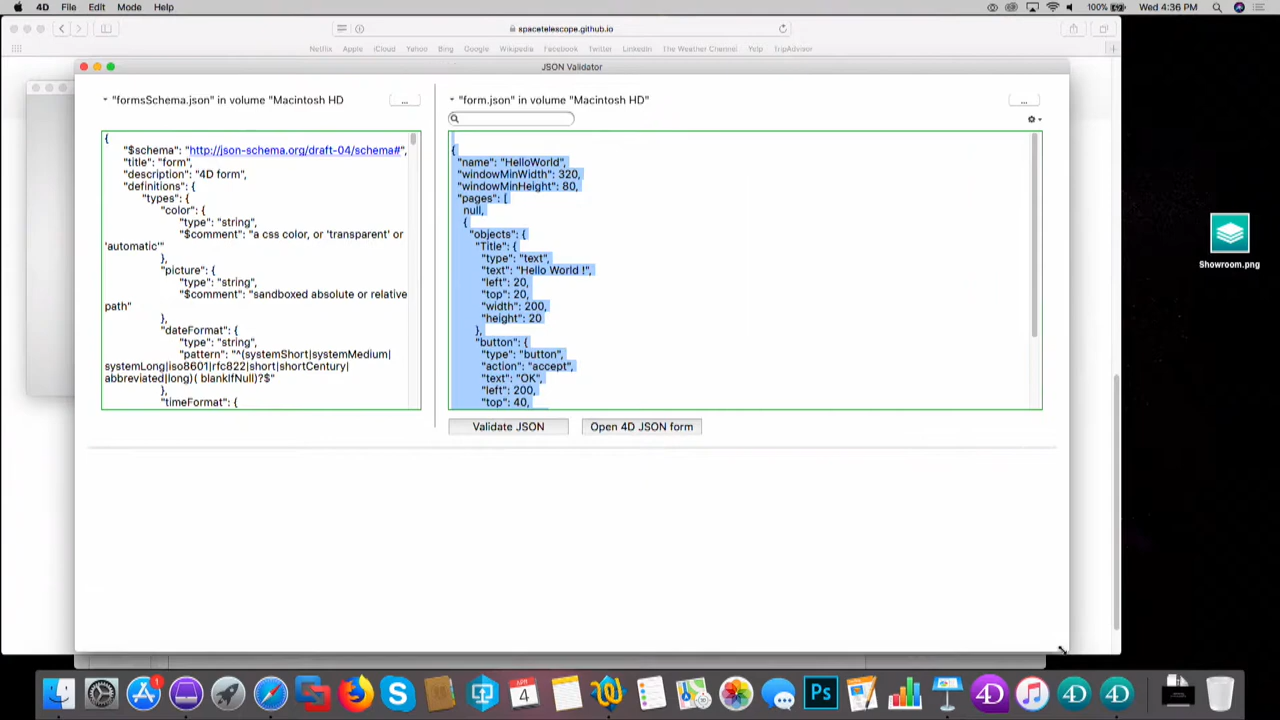 4D File Edit Mode Help
100% Wed 4:36 PM
spacetelescope.github.io
Netflix Apple iCloud Yahoo Bing Google Wikipedia Facebook Twitter LinkedIn The Weather Channel Yelp TripAdvisor
JSON Validator
"formsSchema.json" in volume "Macintosh HD
...
{
"$schema": "http://json-schema.org/draft-04/schema#",
"title": "form",
"description": "4D form",
"definitions": {
"types": {
"color": {
"type": "string",
"$comment": "a css color, or 'transparent' or
'automatic'"
},
"picture": {
"type": "string",
"$comment": "sandboxed absolute or relative
path"
},
"dateFormat": {
"type": "string",
"pattern": "^(systemShort|systemMedium|
systemLong|iso8601|rfc822|short|shortCentury|
abbreviated|long)( blankIfNull)?$"
},
"timeFormat": {
"form.json" in volume "Macintosh HD"
...
{
"name": "HelloWorld",
"windowMinWidth": 320,
"windowMinHeight": 80,
"pages": [
null,
{
"objects": {
"Title": {
"type": "text",
"text": "Hello World !",
"left": 20,
"top": 20,
"width": 200,
"height": 20
},
"button": {
"type": "button",
"action": "accept",
"text": "OK",
"left": 200,
"top": 40,
Validate JSON
Open 4D JSON form
Showroom.png
1
APR
4
S
Ps
4D
4D
4D